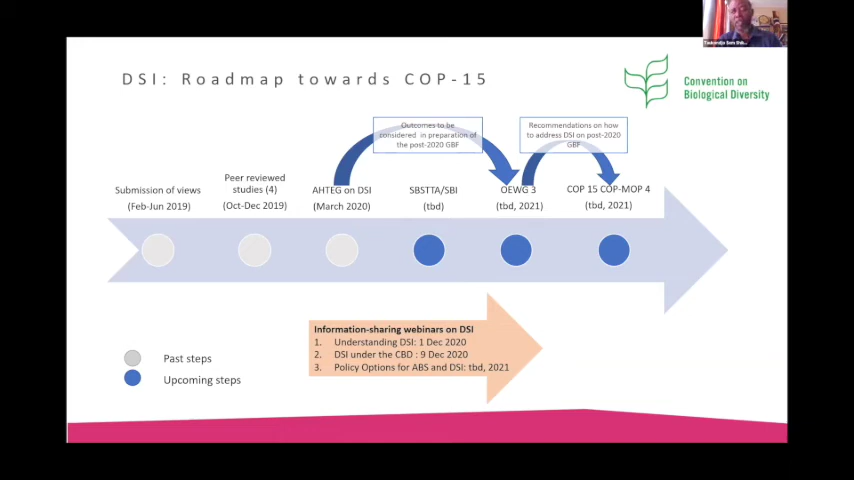 DSI: Roadmap towards COP-15
Convention on
Biological Diversity
Outcomes to be
considered in preparation of
the post-2020 GBF
Recommendations on how
to address DSI on post-2020
GBF
Submission of views
(Feb-Jun 2019)
Peer reviewed
studies (4)
(Oct-Dec 2019)
AHTEG on DSI
(March 2020)
SBSTTA/SBI
(tbd)
OEWG 3
(tbd, 2021)
COP 15 COP-MOP 4
(tbd, 2021)
Information-sharing webinars on DSI
1. Understanding DSI: 1 Dec 2020
2. DSI under the CBD : 9 Dec 2020
3. Policy Options for ABS and DSI: tbd, 2021
Past steps
Upcoming steps